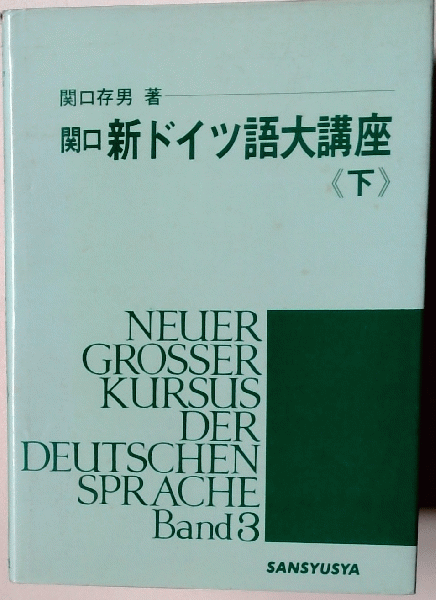 関口存男 著
関口 新ドイツ語大講座
《下》
NEUER
GROSSER
KURSUS
DER
DEUTSCHEN
SPRACHE
Band 3
SANSYUSYA